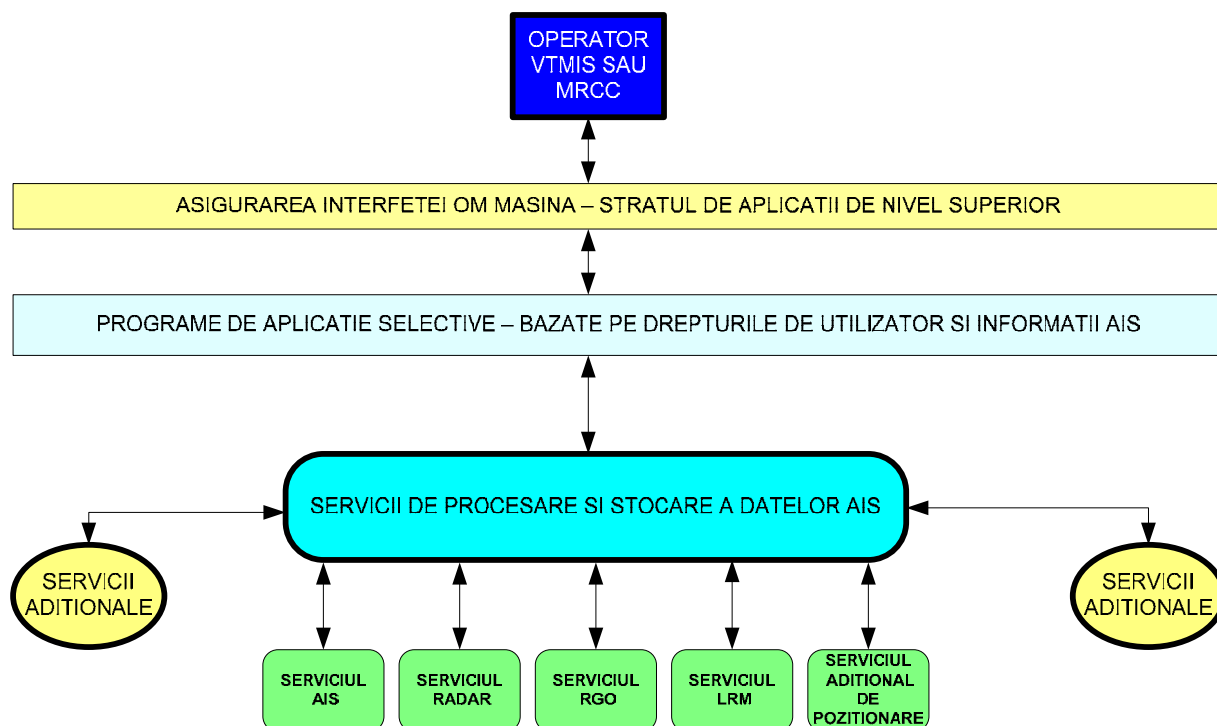 OPERATOR
VTMIS SAU
MRCC
ASIGURAREA INTERFETEI OM MASINA – STRATUL DE APLICATII DE NIVEL SUPERIOR
PROGRAME DE APLICATIE SELECTIVE – BAZATE PE DREPTURILE DE UTILIZATOR SI INFORMATII AIS
SERVICII DE PROCESARE SI STOCARE A DATELOR AIS
SERVICII
ADITIONALE
SERVICII
ADITIONALE
SERVICIUL
AIS
SERVICIUL
RADAR
SERVICIUL
RGO
SERVICIUL
LRM
SERVICIUL
ADITIONAL
DE
POZITIONARE